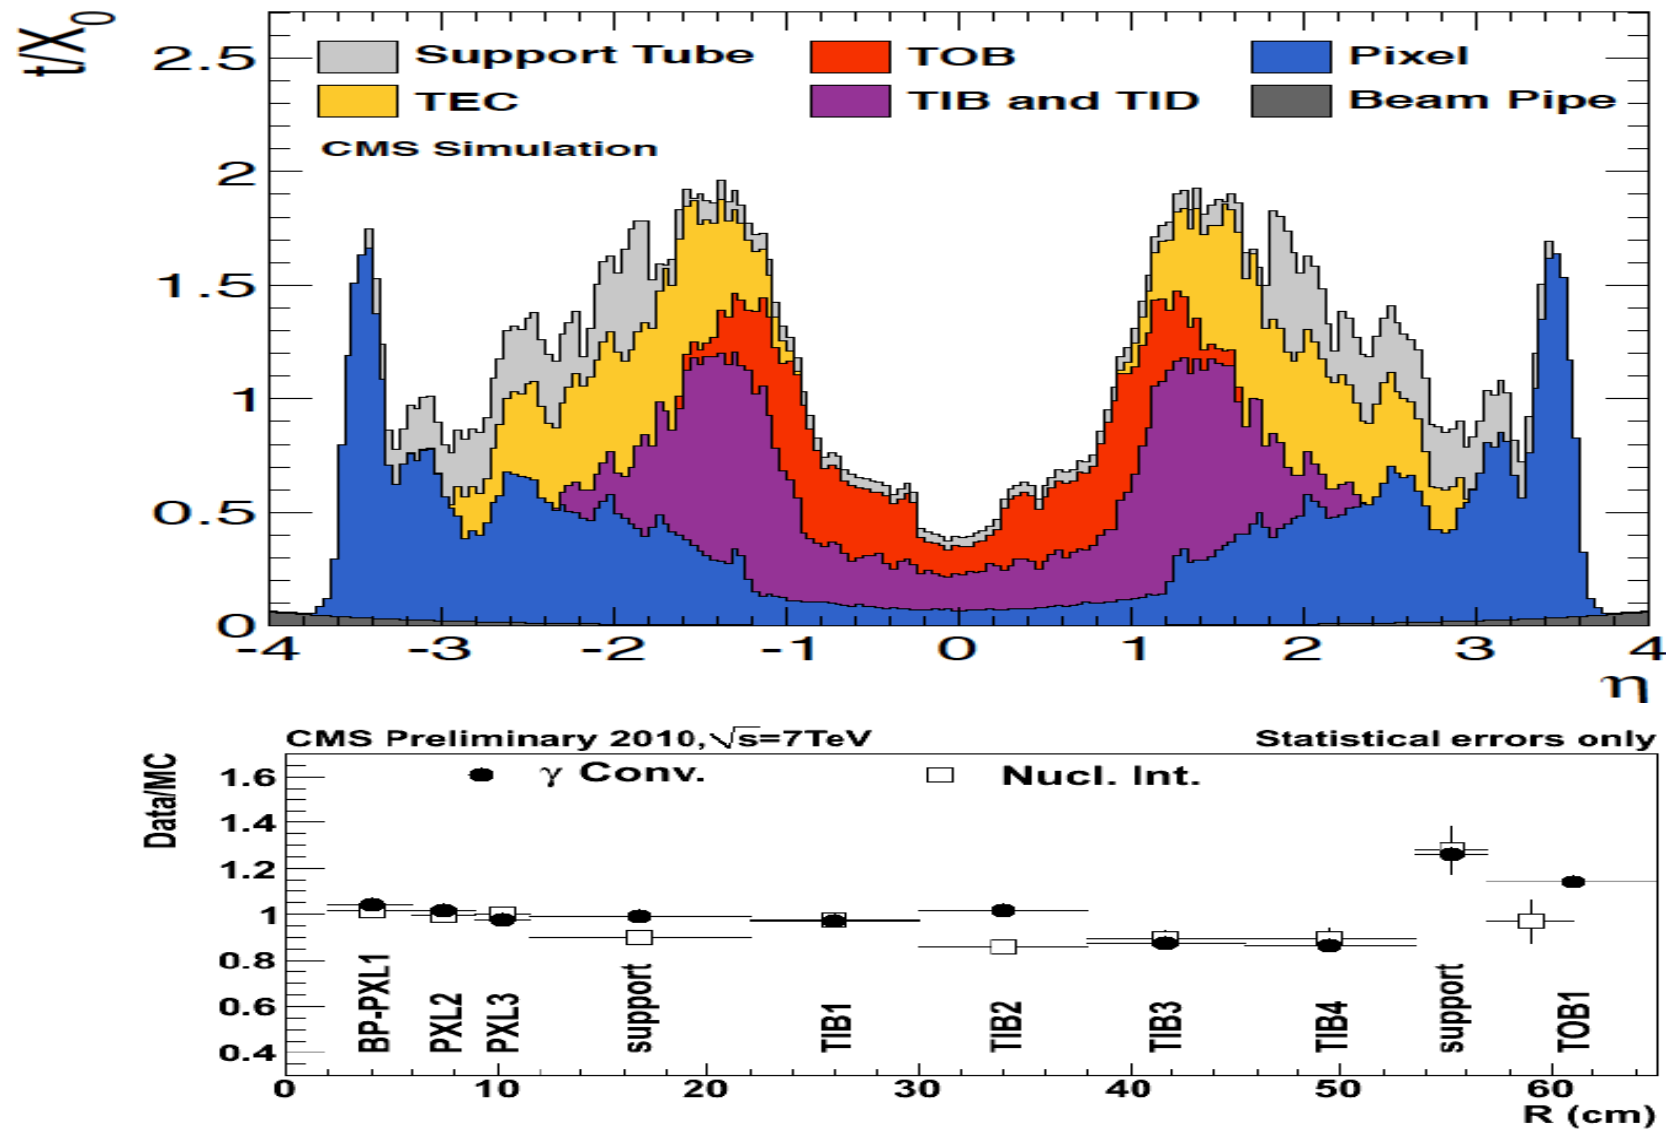 t/X0
2.5
2
1.5
1
0.5
0
Support Tube
TOB
Pixel
TEC
TIB and TID
Beam Pipe
CMS Simulation
-4
-3
-2
-1
0
1
2
3
4
η
CMS Preliminary 2010, √s=7TeV
Statistical errors only
Data/MC
1.6
1.4
1.2
1
0.8
0.6
0.4
γ Conv.
Nucl. Int.
BP-PXL1
PXL2
PXL3
support
TIB1
TIB2
TIB3
TIB4
support
TOB1
0
10
20
30
40
50
60
R (cm)